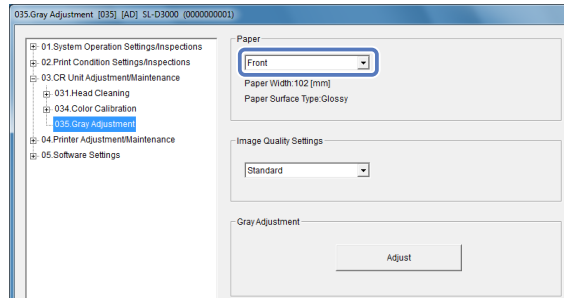 035.Gray Adjustment [035] [AD] SL-D3000 (0000000001)
01.System Operation Settings/Inspections
02.Print Condition Settings/Inspections
03.CR Unit Adjustment/Maintenance
031.Head Cleaning
034.Color Calibration
035.Gray Adjustment
04.Printer Adjustment/Maintenance
05.Software Settings
Paper
Front
Paper Width:102 [mm]
Paper Surface Type:Glossy
Image Quality Settings
Standard
Gray Adjustment
Adjust